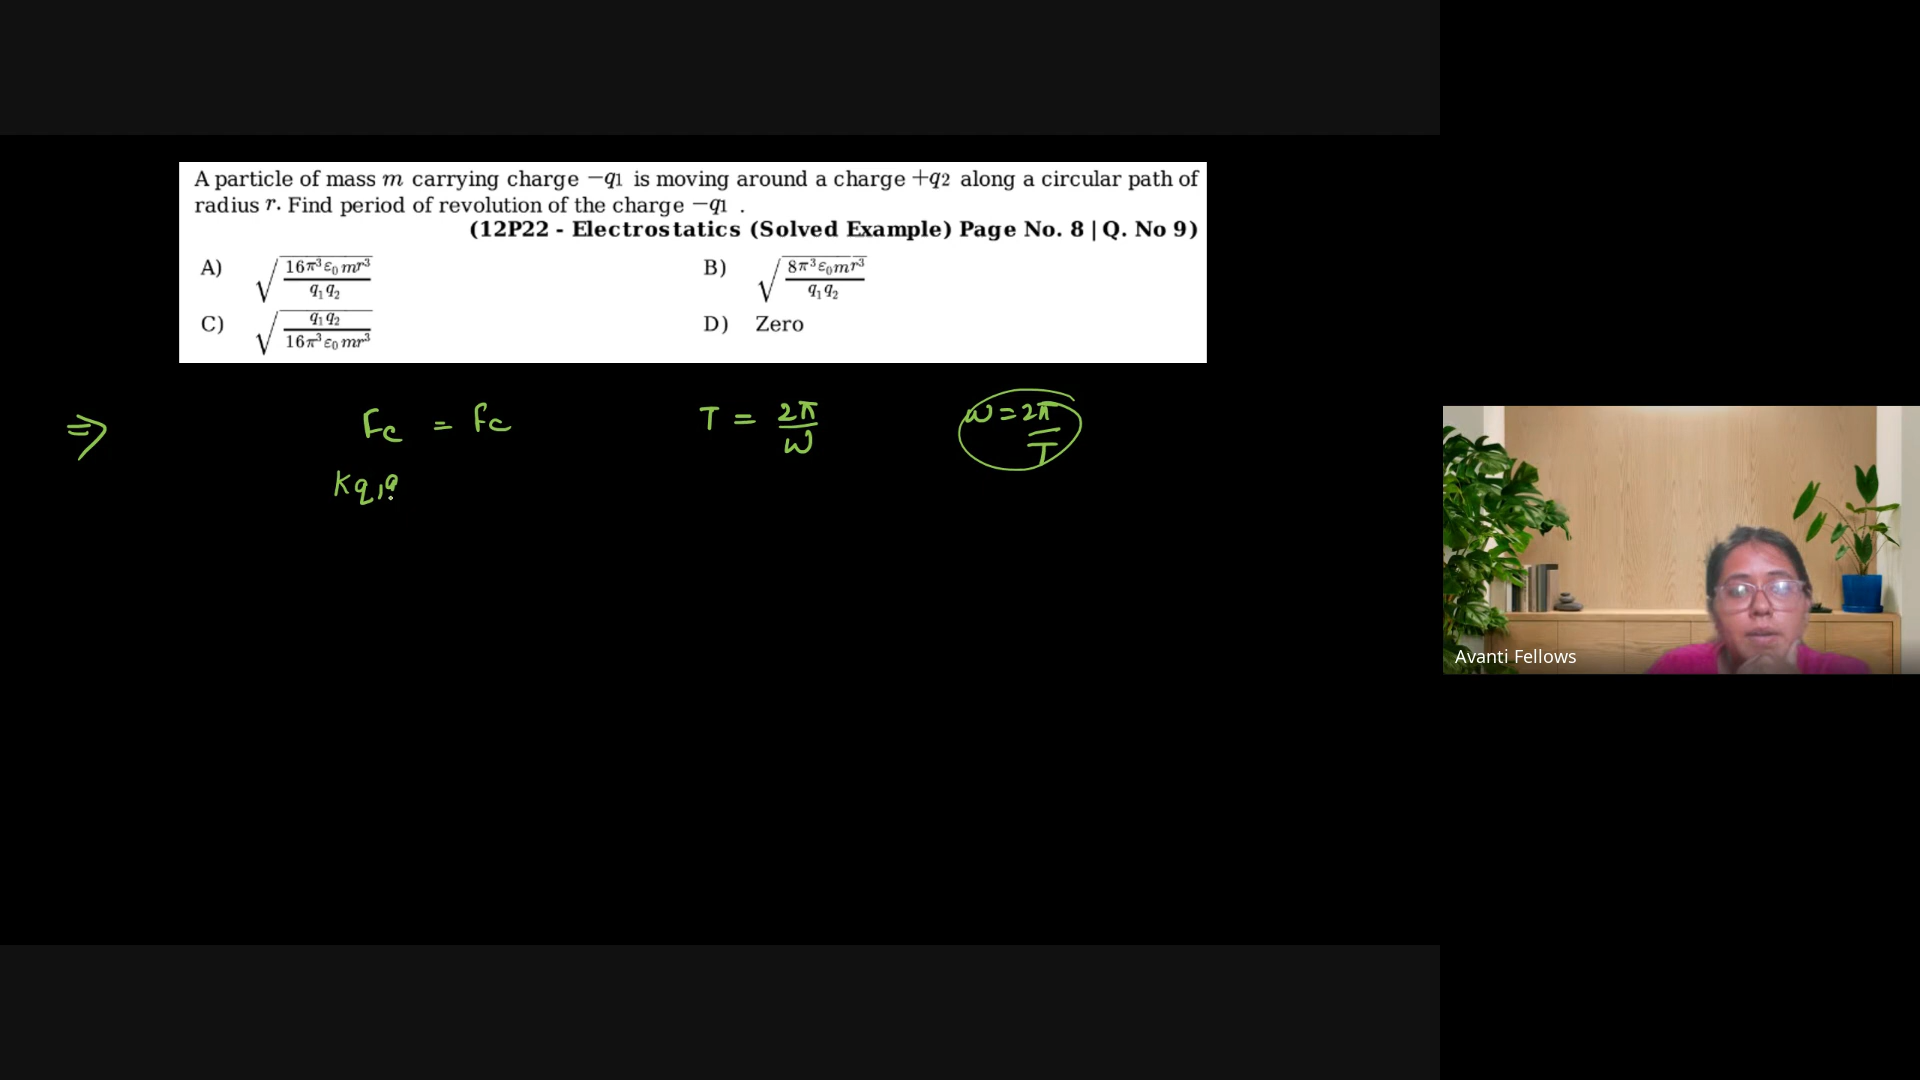 A particle of mass m carrying charge −q₁ is moving around a charge +q₂ along a circular path of
radius r. Find period of revolution of the charge −q₁ .
(12P22 - Electrostatics (Solved Example) Page No. 8 | Q. No 9)
A) √(16π³ε₀mr³ / q₁q₂) B) √(8π³ε₀mr³ / q₁q₂)
C) √(q₁q₂ / 16π³ε₀mr³) D) Zero
⇒ Fc = fc T = 2π/ω ω = 2π/T
Kq₁q
Avanti Fellows